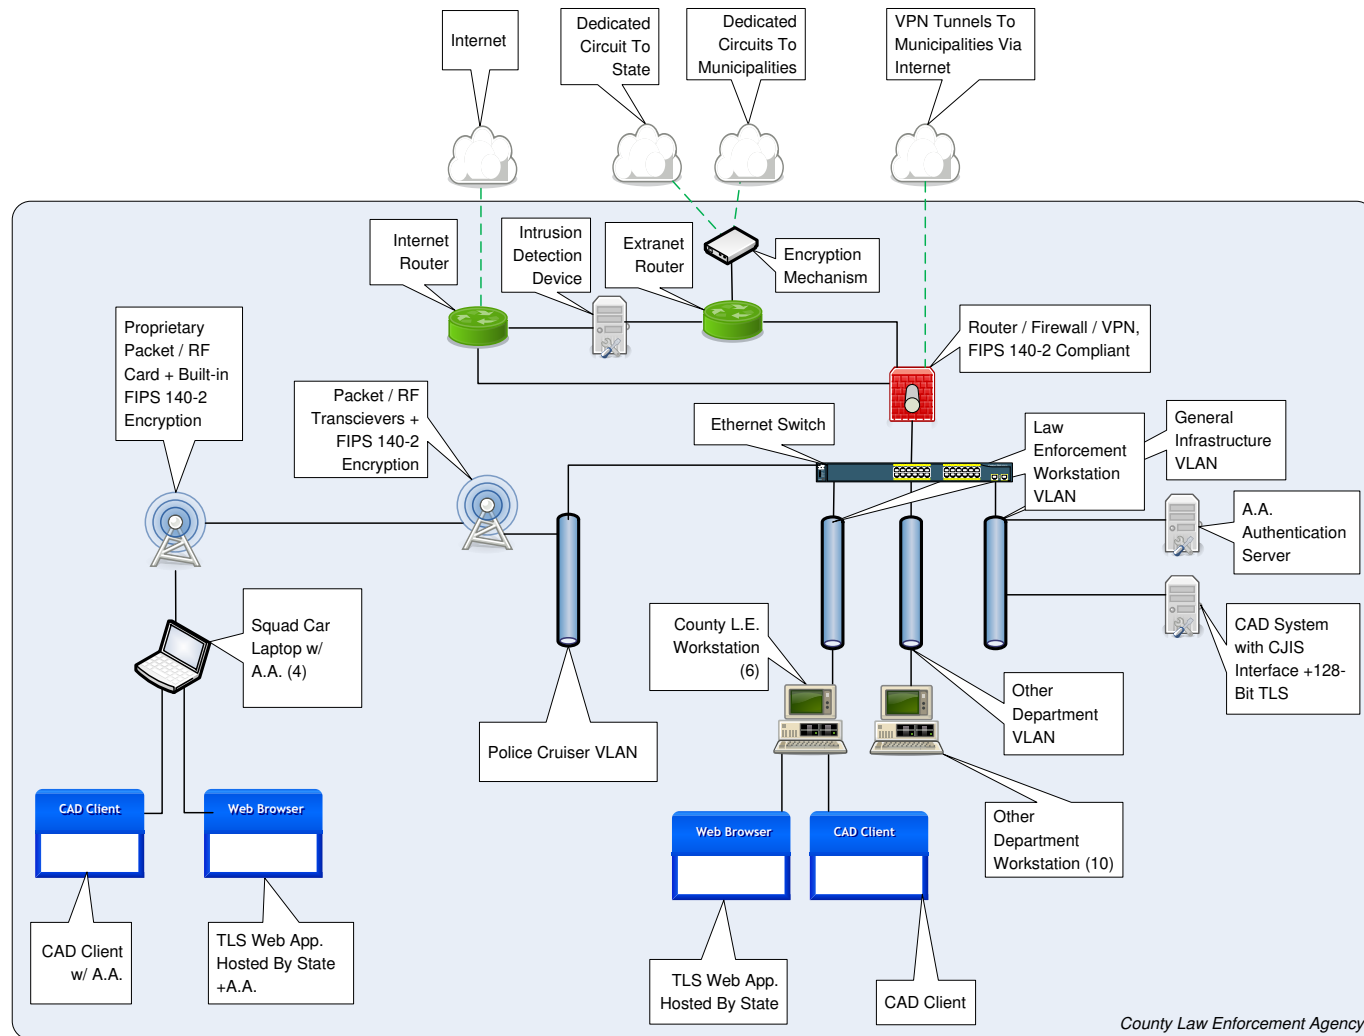 Internet
Dedicated
Circuit To
State
Dedicated
Circuits To
Municipalities
VPN Tunnels To
Municipalities Via
Internet
Internet
Router
Intrusion
Detection
Device
Extranet
Router
Encryption
Mechanism
Proprietary
Packet / RF
Card + Built-in
FIPS 140-2
Encryption
Router / Firewall / VPN,
FIPS 140-2 Compliant
Packet / RF
Transcievers +
FIPS 140-2
Encryption
Ethernet Switch
Law
Enforcement
Workstation
VLAN
General
Infrastructure
VLAN
A.A.
Authentication
Server
Squad Car
Laptop w/
A.A. (4)
County L.E.
Workstation
(6)
CAD System
with CJIS
Interface +128-
Bit TLS
Other
Department
VLAN
Police Cruiser VLAN
CAD Client
Web Browser
Web Browser
CAD Client
Other
Department
Workstation (10)
CAD Client
w/ A.A.
TLS Web App.
Hosted By State
+A.A.
TLS Web App.
Hosted By State
CAD Client
County Law Enforcement Agency